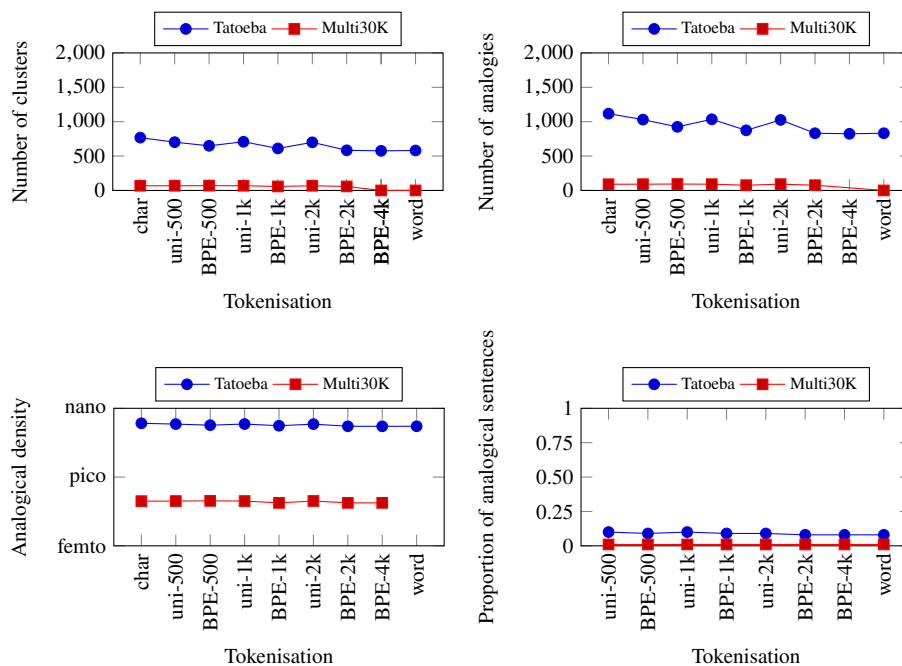 Tatoeba Multi30K
Number of clusters
2,000
1,500
1,000
500
0
char
uni-500
BPE-500
uni-1k
BPE-1k
uni-2k
BPE-2k
BPE-4k
word
Tokenisation
Tatoeba Multi30K
Number of analogies
2,000
1,500
1,000
500
0
char
uni-500
BPE-500
uni-1k
BPE-1k
uni-2k
BPE-2k
BPE-4k
word
Tokenisation
Tatoeba Multi30K
Analogical density
nano
pico
femto
char
uni-500
BPE-500
uni-1k
BPE-1k
uni-2k
BPE-2k
BPE-4k
word
Tokenisation
Tatoeba Multi30K
Proportion of analogical sentences
1
0.75
0.50
0.25
0
uni-500
BPE-500
uni-1k
BPE-1k
uni-2k
BPE-2k
BPE-4k
word
Tokenisation